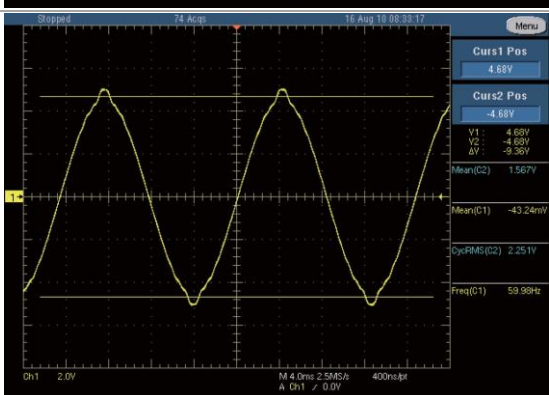 Stopped 74 Acqs 16 Aug 10 08:33:17
Menu
Curs1 Pos
4.68V
Curs2 Pos
-4.68V
V1 : 4.68V
V2 : -4.68V
ΔV : -9.36V
Mean(C2) 1.567V
Mean(C1) -43.24mV
CycRMS(C2) 2.251V
Freq(C1) 59.98Hz
1
Ch1 2.0V M 4.0ms 2.5MS/s 400ns/pt
A Ch1 / 0.0V